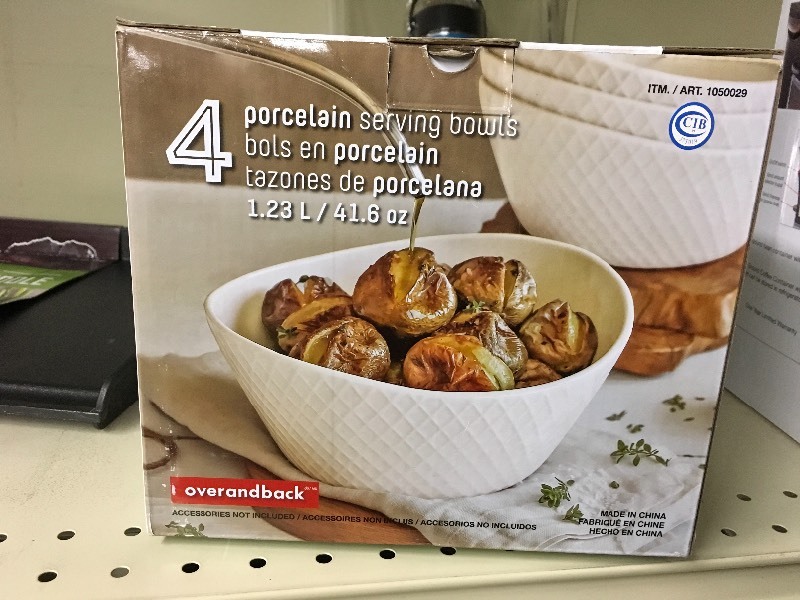 4
porcelain serving bowls
bols en porcelain
tazones de porcelana
1.23 L / 41.6 oz
ITM. / ART. 1050029
CIB
overandback
ACCESSORIES NOT INCLUDED / ACCESSOIRES NON INCLUS / ACCESORIOS NO INCLUIDOS
MADE IN CHINA
FABRIQUÉ EN CHINE
HECHO EN CHINA